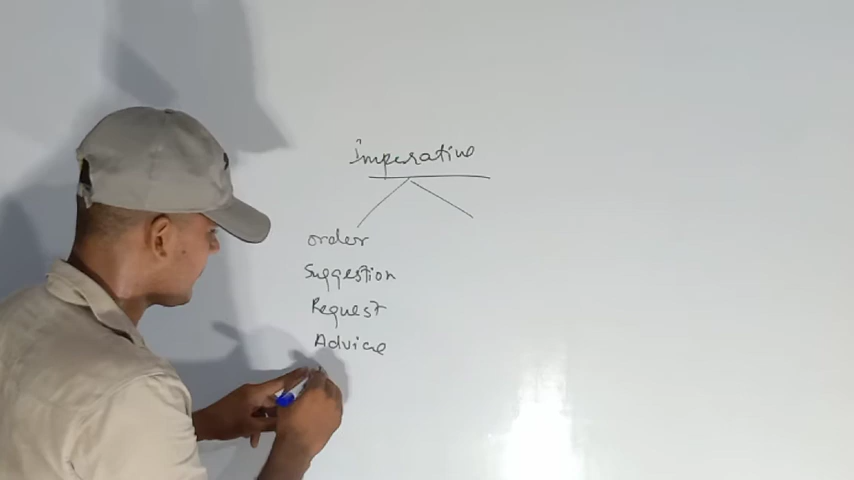 Imperative
order
Suggestion
Request
Advice